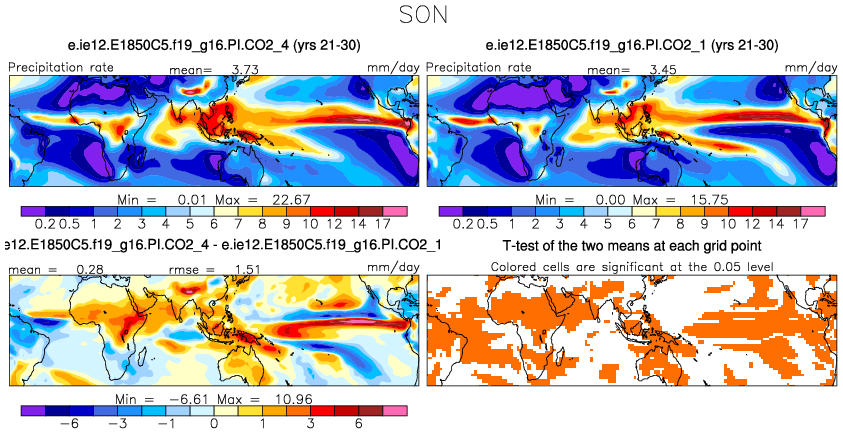 SON
e.ie12.E1850C5.f19_g16.PI.CO2_4 (yrs 21-30)
e.ie12.E1850C5.f19_g16.PI.CO2_1 (yrs 21-30)
Precipitation rate mean= 3.73 mm/day
Precipitation rate mean= 3.45 mm/day
Min = 0.01 Max = 22.67
Min = 0.00 Max = 15.75
0.2 0.5 1 2 3 4 5 6 7 8 9 10 12 14 17
0.2 0.5 1 2 3 4 5 6 7 8 9 10 12 14 17
e12.E1850C5.f19_g16.PI.CO2_4 - e.ie12.E1850C5.f19_g16.PI.CO2_1
T-test of the two means at each grid point
mean = 0.28 rmse = 1.51 mm/day
Colored cells are significant at the 0.05 level
Min = -6.61 Max = 10.96
-6 -3 -1 0 1 3 6